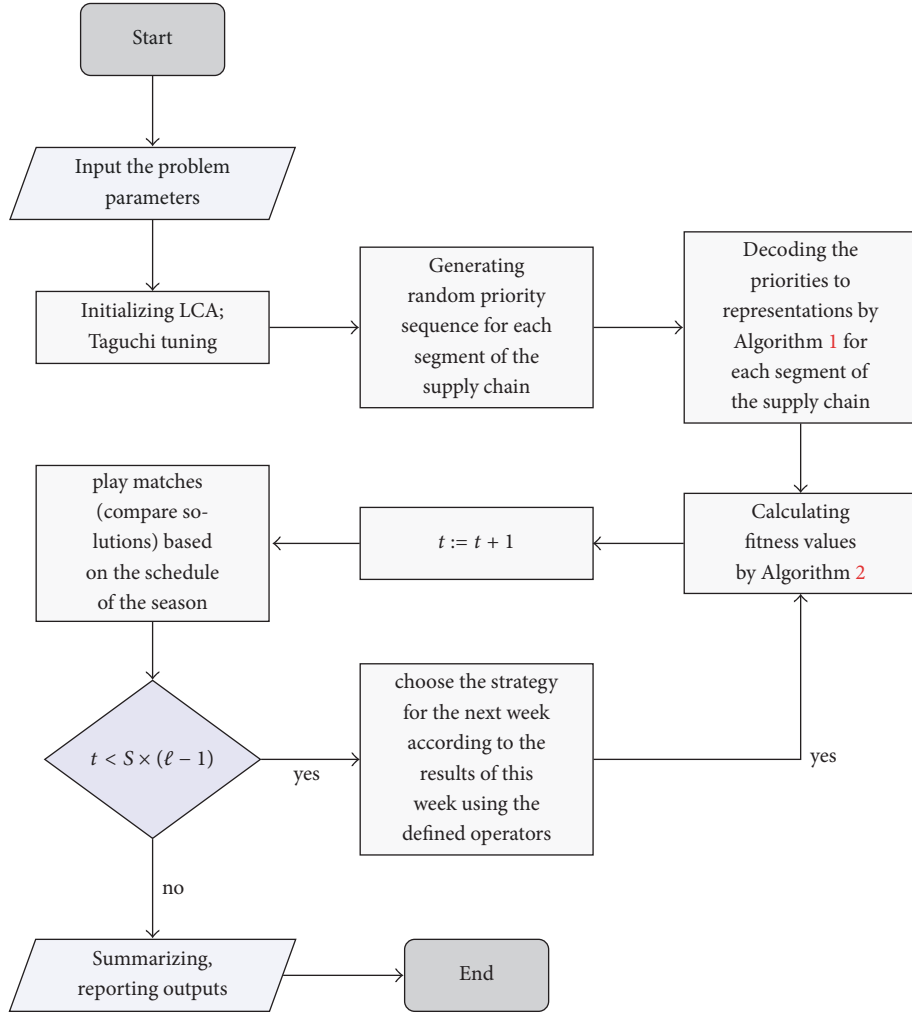 Start
Input the problem
parameters
Initializing LCA;
Taguchi tuning
Generating
random priority
sequence for each
segment of the
supply chain
Decoding the
priorities to
representations by
Algorithm 1 for
each segment of
the supply chain
Calculating
fitness values
by Algorithm 2
t := t + 1
play matches
(compare so-
lutions) based
on the schedule
of the season
t < S × (ℓ − 1)
yes
choose the strategy
for the next week
according to the
results of this
week using the
defined operators
yes
no
Summarizing,
reporting outputs
End